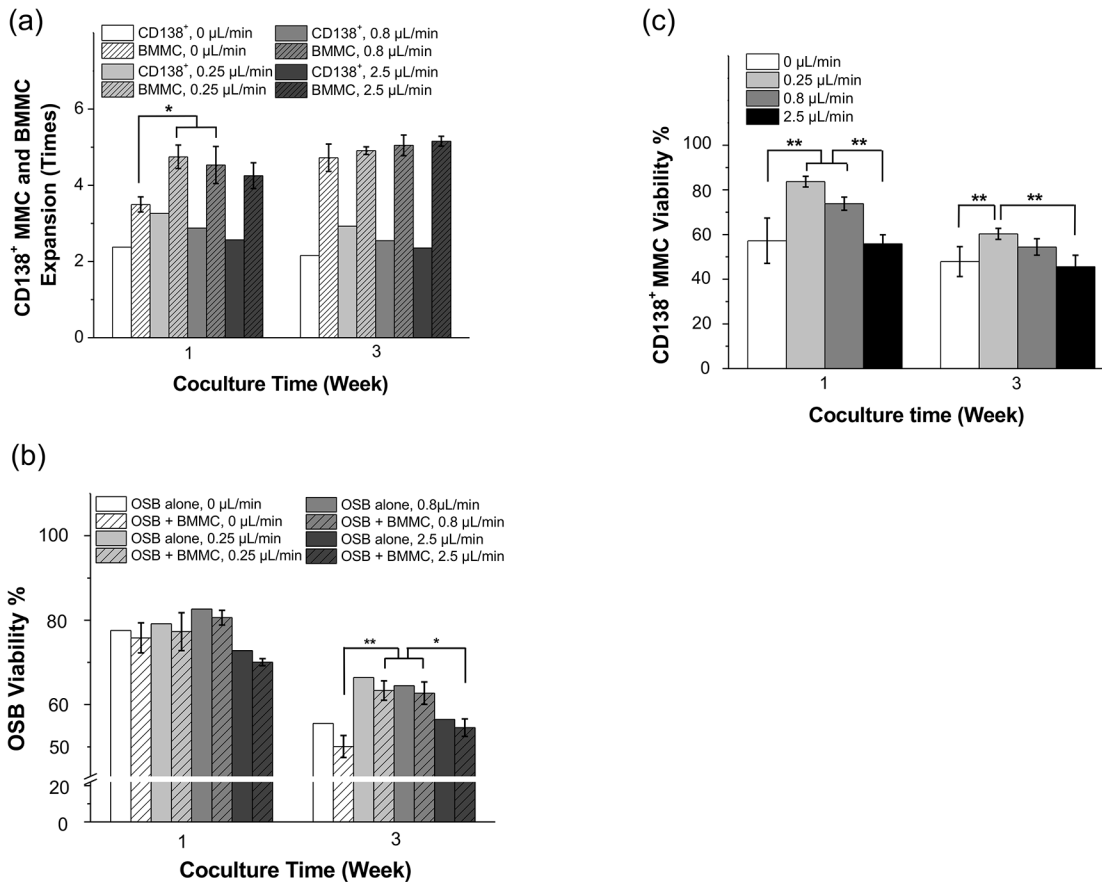 (a)
CD138+, 0 µL/min
BMMC, 0 µL/min
CD138+, 0.25 µL/min
BMMC, 0.25 µL/min
CD138+, 0.8 µL/min
BMMC, 0.8 µL/min
CD138+, 2.5 µL/min
BMMC, 2.5 µL/min
CD138+ MMC and BMMC
Expansion (Times)
6
4
2
0
*
1
3
Coculture Time (Week)
(c)
0 µL/min
0.25 µL/min
0.8 µL/min
2.5 µL/min
CD138+ MMC Viability %
100
80
60
40
20
0
**
**
**
**
1
3
Coculture time (Week)
(b)
OSB alone, 0 µL/min
OSB + BMMC, 0 µL/min
OSB alone, 0.25 µL/min
OSB + BMMC, 0.25 µL/min
OSB alone, 0.8µL/min
OSB + BMMC, 0.8 µL/min
OSB alone, 2.5 µL/min
OSB + BMMC, 2.5 µL/min
OSB Viability %
100
80
60
50
20
0
**
*
1
3
Coculture Time (Week)